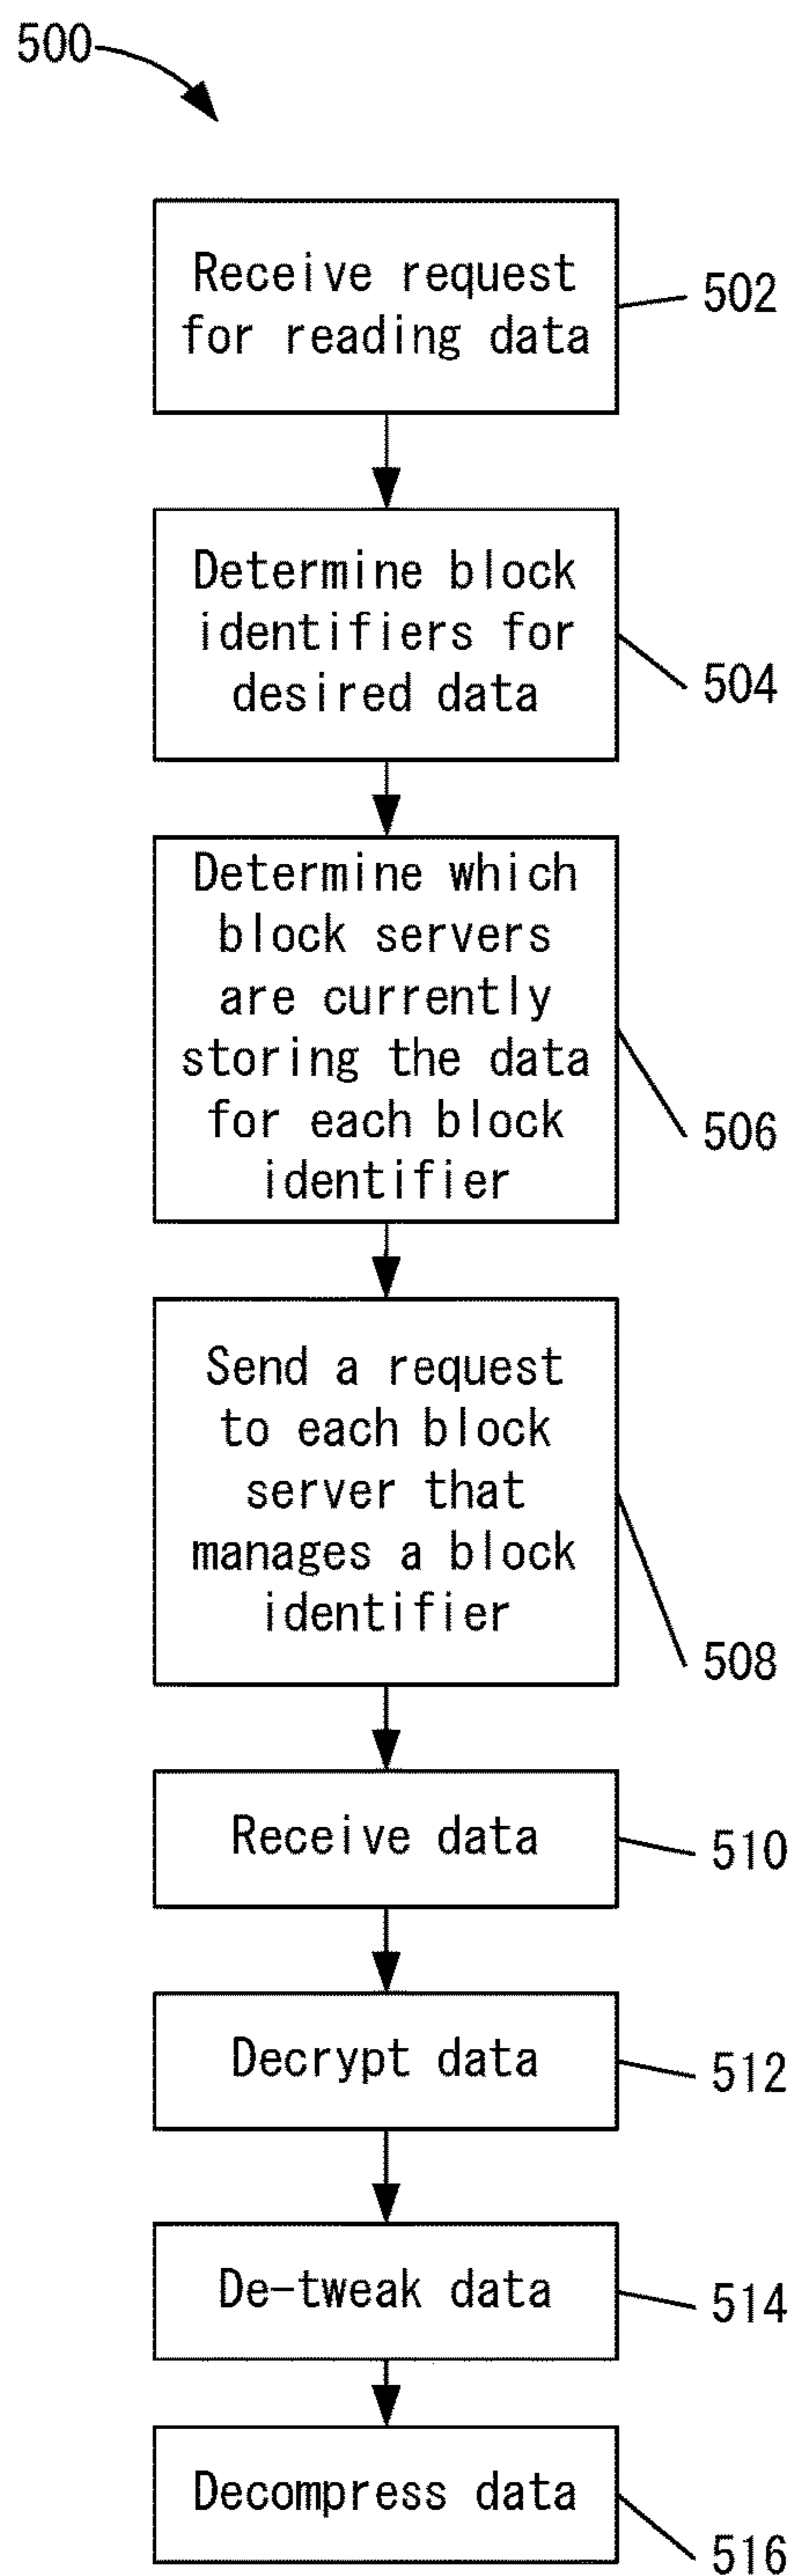 500
Receive request
for reading data
502
Determine block
identifiers for
desired data
504
Determine which
block servers
are currently
storing the data
for each block
identifier
506
Send a request
to each block
server that
manages a block
identifier
508
Receive data
510
Decrypt data
512
De-tweak data
514
Decompress data
516